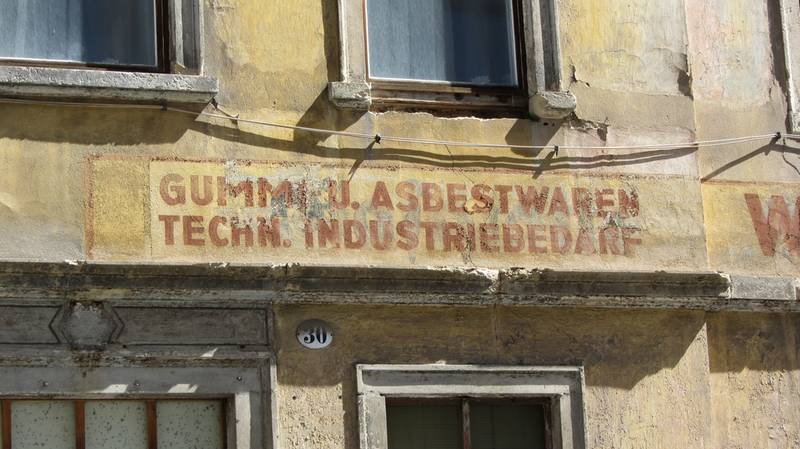 GUMMI U. ASBESTWAREN
TECHN. INDUSTRIEBEDARF
W
30